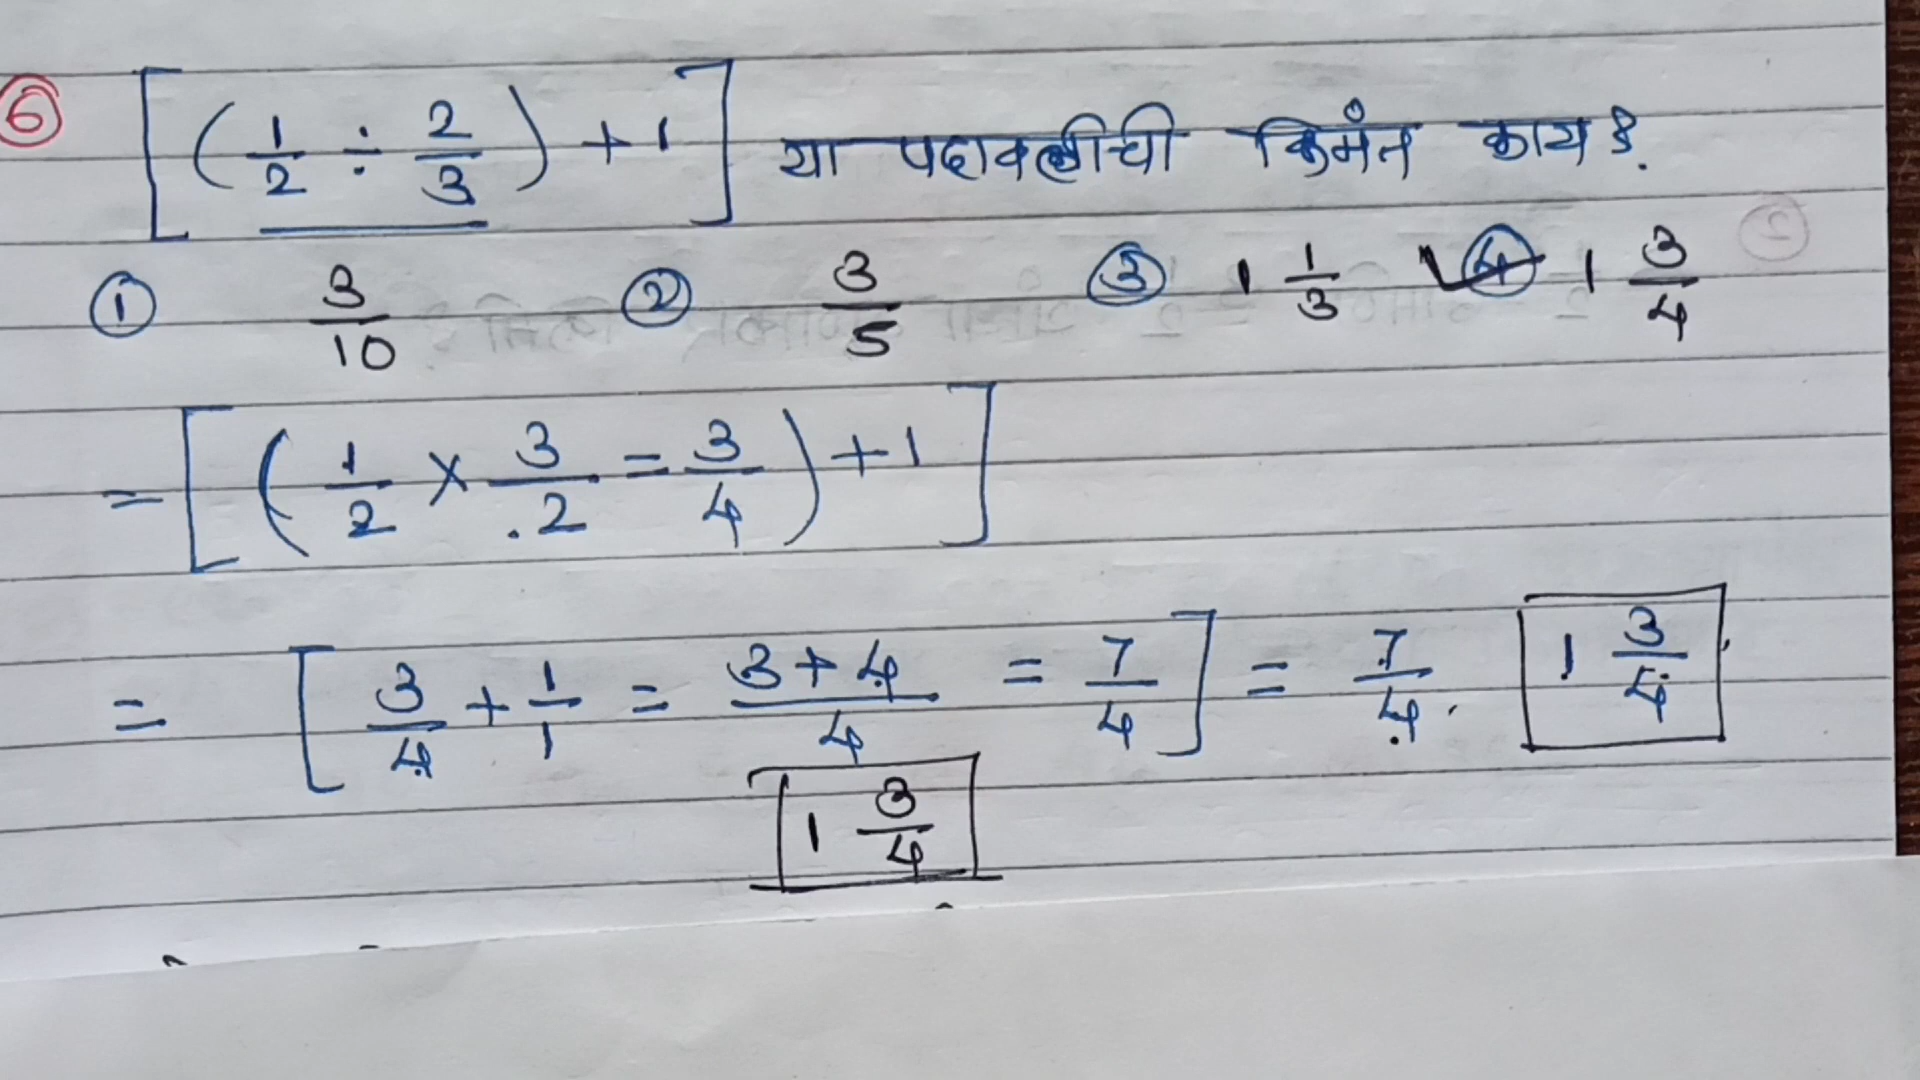 6 [(1/2 ÷ 2/3) + 1] या पदावलीची किमंत काय ?.
① 3/10 ② 3/5 ③ 1 1/3 ✓④ 1 3/4
= [(1/2 × 3/.2 = 3/4) + 1]
= [3/4 + 1/1 = 3+4/4 = 7/4] = 7/4. 1 3/4
1 3/4